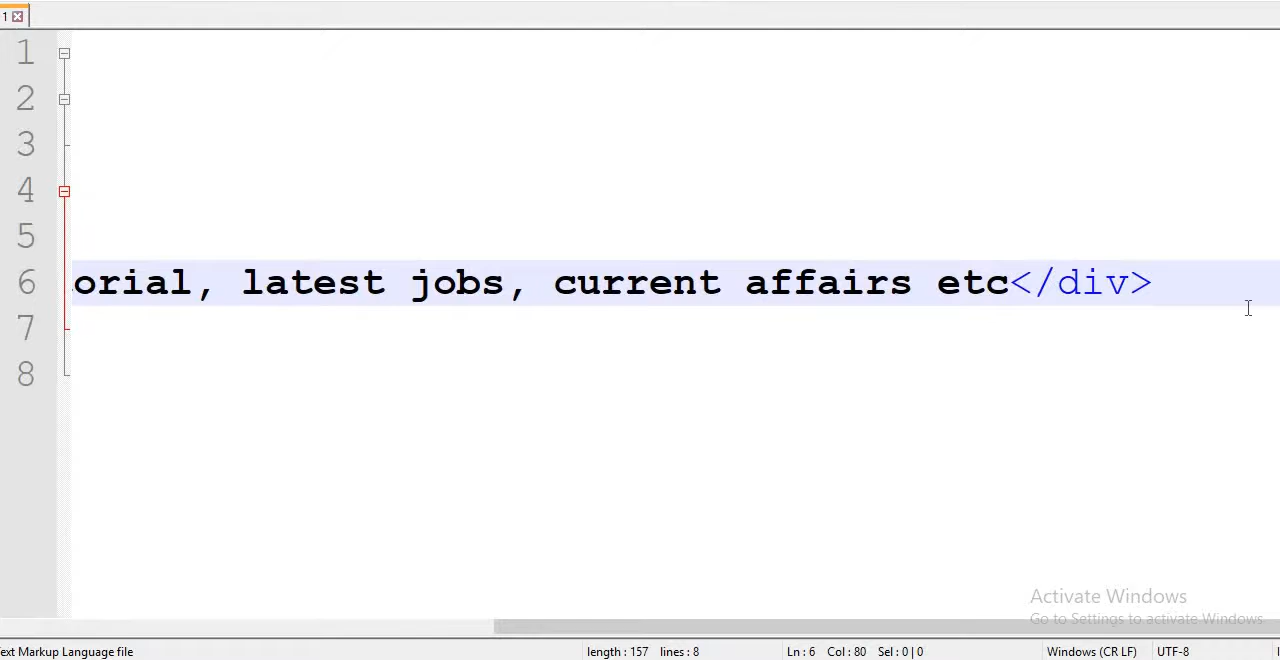 1
1
2
3
4
5
6 orial, latest jobs, current affairs etc</div>
7
8
Activate Windows
Go to Settings to activate Windows.
ext Markup Language file length : 157 lines : 8 Ln : 6 Col : 80 Sel : 0 | 0 Windows (CR LF) UTF-8